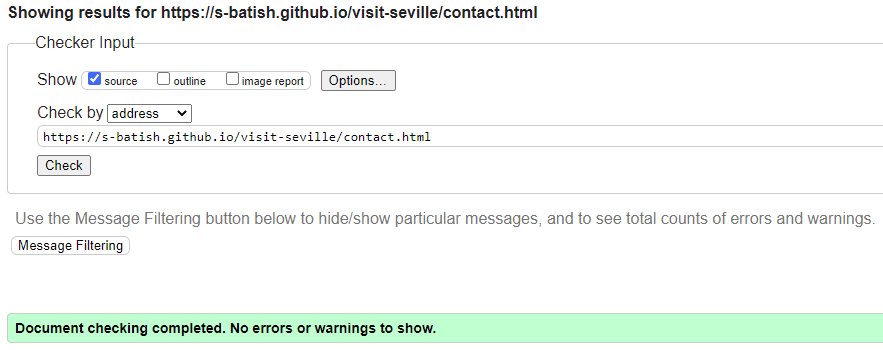 Showing results for https://s-batish.github.io/visit-seville/contact.html
Checker Input
Show source outline image report Options...
Check by address
https://s-batish.github.io/visit-seville/contact.html
Check
Use the Message Filtering button below to hide/show particular messages, and to see total counts of errors and warnings.
Message Filtering
Document checking completed. No errors or warnings to show.